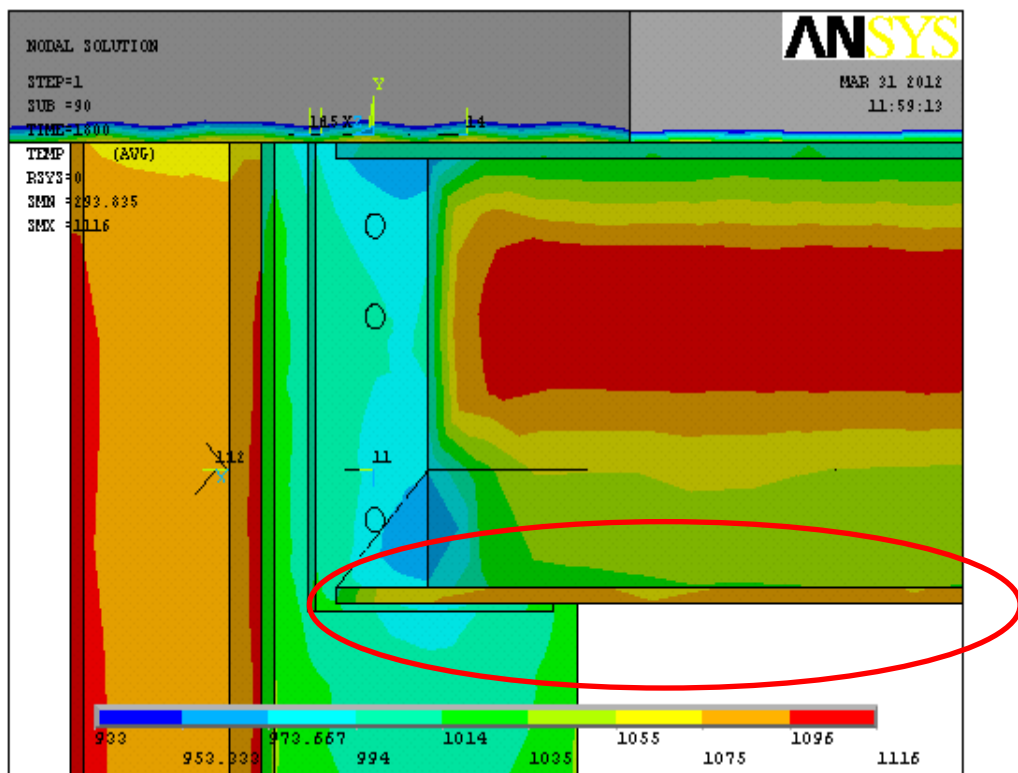 NODAL SOLUTION
ANSYS
STEP=1
SUB =90
TIME=1800
TEMP (AVG)
RSYS=0
SMN =293.835
SMX =1116
MAR 31 2012
11:59:13
Y
14
112
X
11
933 973.667 1014 1055 1096
953.333 994 1035 1075 1116